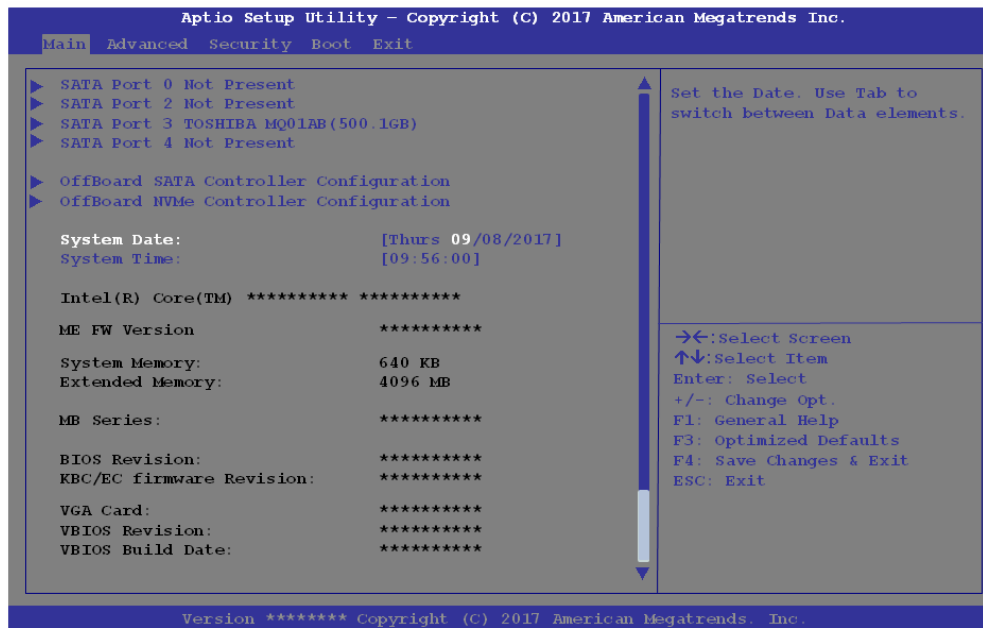 Aptio Setup Utility – Copyright (C) 2017 American Megatrends Inc.
Main Advanced Security Boot Exit
SATA Port 0 Not Present
SATA Port 2 Not Present
SATA Port 3 TOSHIBA MQ01AB(500.1GB)
SATA Port 4 Not Present
OffBoard SATA Controller Configuration
OffBoard NVMe Controller Configuration
System Date: [Thurs 09/08/2017]
System Time: [09:56:00]
Intel(R) Core(TM) ********** **********
ME FW Version **********
System Memory: 640 KB
Extended Memory: 4096 MB
MB Series: **********
BIOS Revision: **********
KBC/EC firmware Revision: **********
VGA Card: **********
VBIOS Revision: **********
VBIOS Build Date: **********
Set the Date. Use Tab to
switch between Data elements.
→←:Select Screen
↑↓:Select Item
Enter: Select
+/-: Change Opt.
F1: General Help
F3: Optimized Defaults
F4: Save Changes & Exit
ESC: Exit
Version ******** Copyright (C) 2017 American Megatrends. Inc.